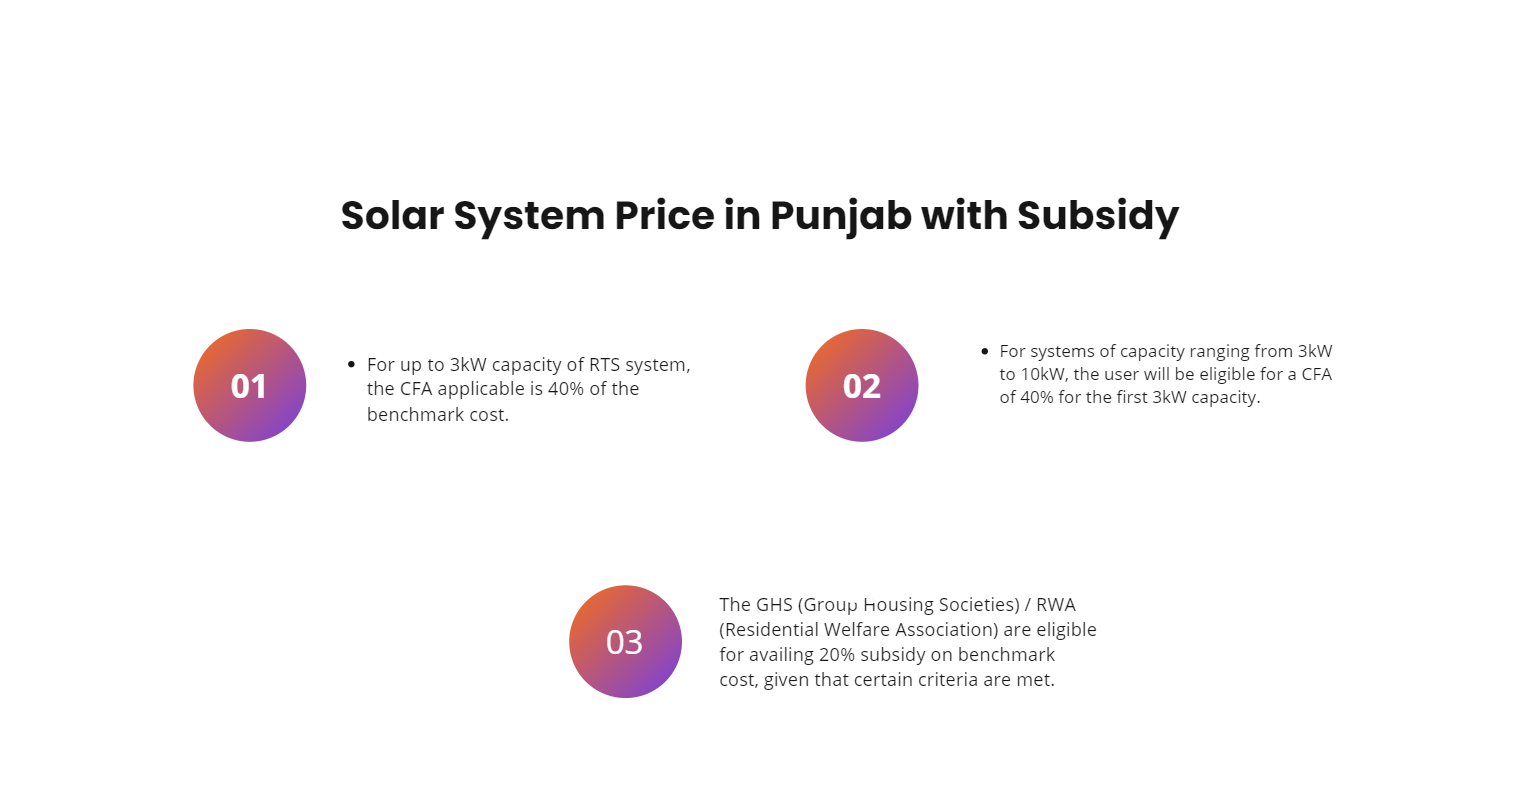 Solar System Price in Punjab with Subsidy
01
• For up to 3kW capacity of RTS system,
the CFA applicable is 40% of the
benchmark cost.
02
• For systems of capacity ranging from 3kW
to 10kW, the user will be eligible for a CFA
of 40% for the first 3kW capacity.
03
The GHS (Group Housing Societies) / RWA
(Residential Welfare Association) are eligible
for availing 20% subsidy on benchmark
cost, given that certain criteria are met.